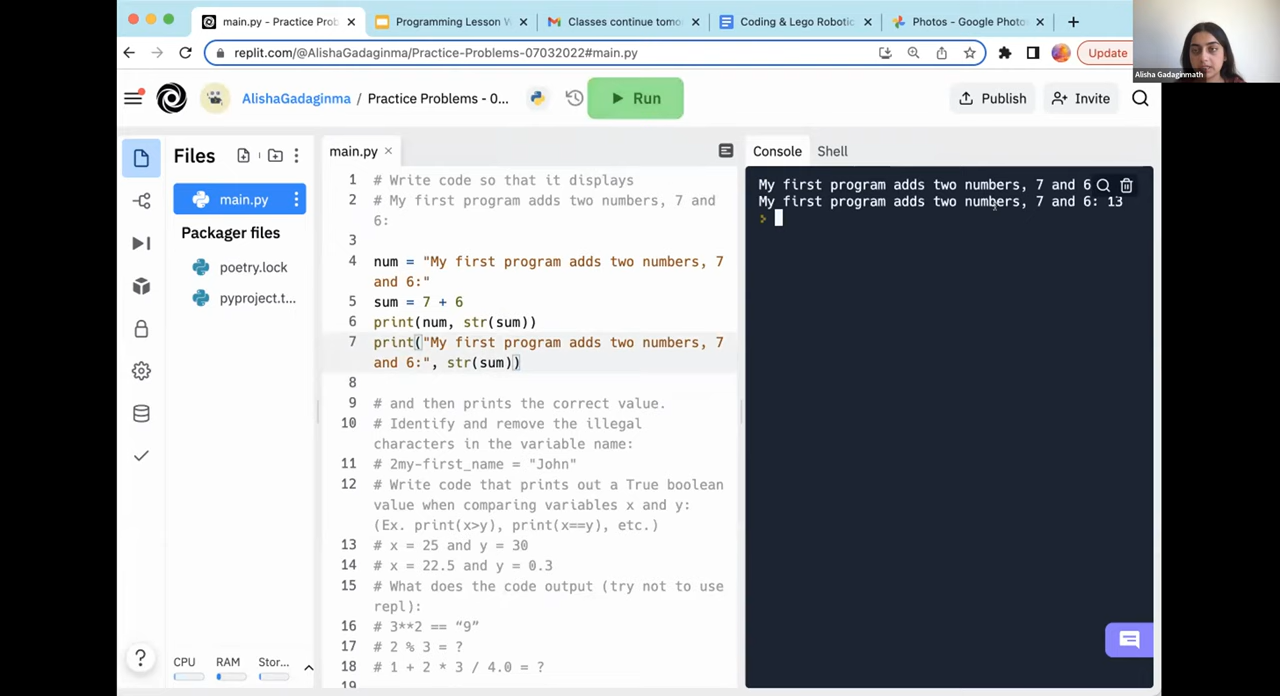 main.py - Practice Prob
Programming Lesson
Classes continue tomo
Coding & Lego Robotic
Photos - Google Photo
replit.com/@AlishaGadaginma/Practice-Problems-07032022#main.py
Update
Alisha Gadaginmath
AlishaGadaginma / Practice Problems - 0...
Run
Publish
Invite
Files
main.py
Packager files
poetry.lock
pyproject.t...
CPU
RAM
Stor...
main.py
1 # Write code so that it displays
2 # My first program adds two numbers, 7 and
6:
3
4 num = "My first program adds two numbers, 7
and 6:"
5 sum = 7 + 6
6 print(num, str(sum))
7 print("My first program adds two numbers, 7
and 6:", str(sum))
8
9 # and then prints the correct value.
10 # Identify and remove the illegal
characters in the variable name:
11 # 2my-first_name = "John"
12 # Write code that prints out a True boolean
value when comparing variables x and y:
(Ex. print(x>y), print(x==y), etc.)
13 # x = 25 and y = 30
14 # x = 22.5 and y = 0.3
15 # What does the code output (try not to use
repl):
16 # 3**2 == “9”
17 # 2 % 3 = ?
18 # 1 + 2 * 3 / 4.0 = ?
19
Console
Shell
My first program adds two numbers, 7 and 6
My first program adds two numbers, 7 and 6: 13